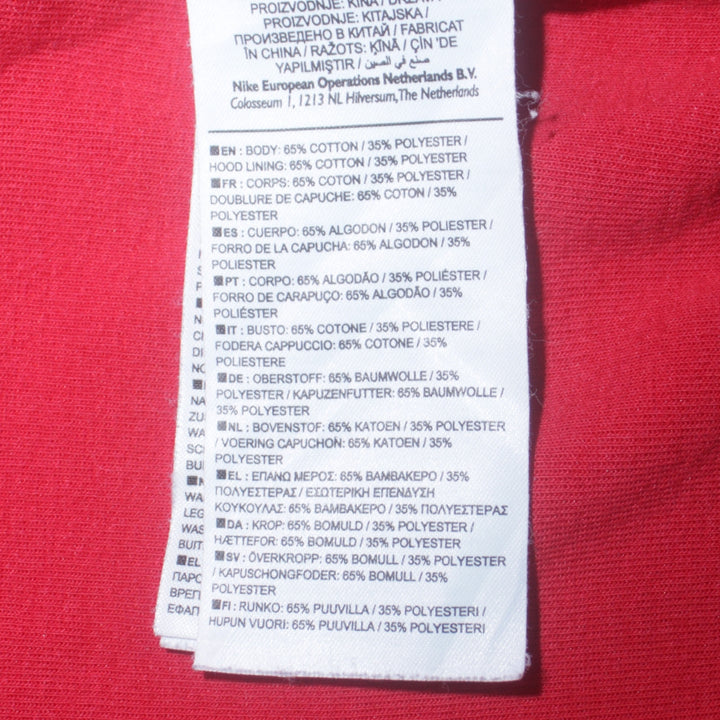 PROIZVODNJE: KITAJSKA /
ПРОИЗВЕДЕНО В КИТАЙ / FABRICAT
ÎN CHINA / RAŽOTS: ĶĪNĀ / ÇİN 'DE
YAPILMIŞTIR / صنع في الصين
Nike European Operations Netherlands B.V.
Colosseum 1, 1213 NL Hilversum, The Netherlands
EN : BODY: 65% COTTON / 35% POLYESTER /
HOOD LINING: 65% COTTON / 35% POLYESTER
FR : CORPS: 65% COTON / 35% POLYESTER /
DOUBLURE DE CAPUCHE: 65% COTON / 35%
POLYESTER
ES : CUERPO: 65% ALGODON / 35% POLIESTER /
FORRO DE LA CAPUCHA: 65% ALGODON / 35%
POLIESTER
PT : CORPO: 65% ALGODÃO / 35% POLIÉSTER /
FORRO DE CARAPUÇO: 65% ALGODÃO / 35%
POLIÉSTER
IT : BUSTO: 65% COTONE / 35% POLIESTERE /
FODERA CAPPUCCIO: 65% COTONE / 35%
POLIESTERE
DE : OBERSTOFF: 65% BAUMWOLLE / 35%
POLYESTER / KAPUZENFUTTER: 65% BAUMWOLLE /
35% POLYESTER
NL : BOVENSTOF: 65% KATOEN / 35% POLYESTER
/ VOERING CAPUCHON: 65% KATOEN / 35%
POLYESTER
EL : ΕΠΑΝΩ ΜΕΡΟΣ: 65% ΒΑΜΒΑΚΕΡΟ / 35%
ΠΟΛΥΕΣΤΕΡΑΣ / ΕΣΩΤΕΡΙΚΗ ΕΠΕΝΔΥΣΗ
ΚΟΥΚΟΥΛΑΣ: 65% ΒΑΜΒΑΚΕΡΟ / 35% ΠΟΛΥΕΣΤΕΡΑΣ
DA : KROP: 65% BOMULD / 35% POLYESTER /
HÆTTEFOR: 65% BOMULD / 35% POLYESTER
SV : ÖVERKROPP: 65% BOMULL / 35% POLYESTER
/ KAPUSCHONGFODER: 65% BOMULL / 35%
POLYESTER
FI : RUNKO: 65% PUUVILLA / 35% POLYESTERI /
HUPUN VUORI: 65% PUUVILLA / 35% POLYESTERI